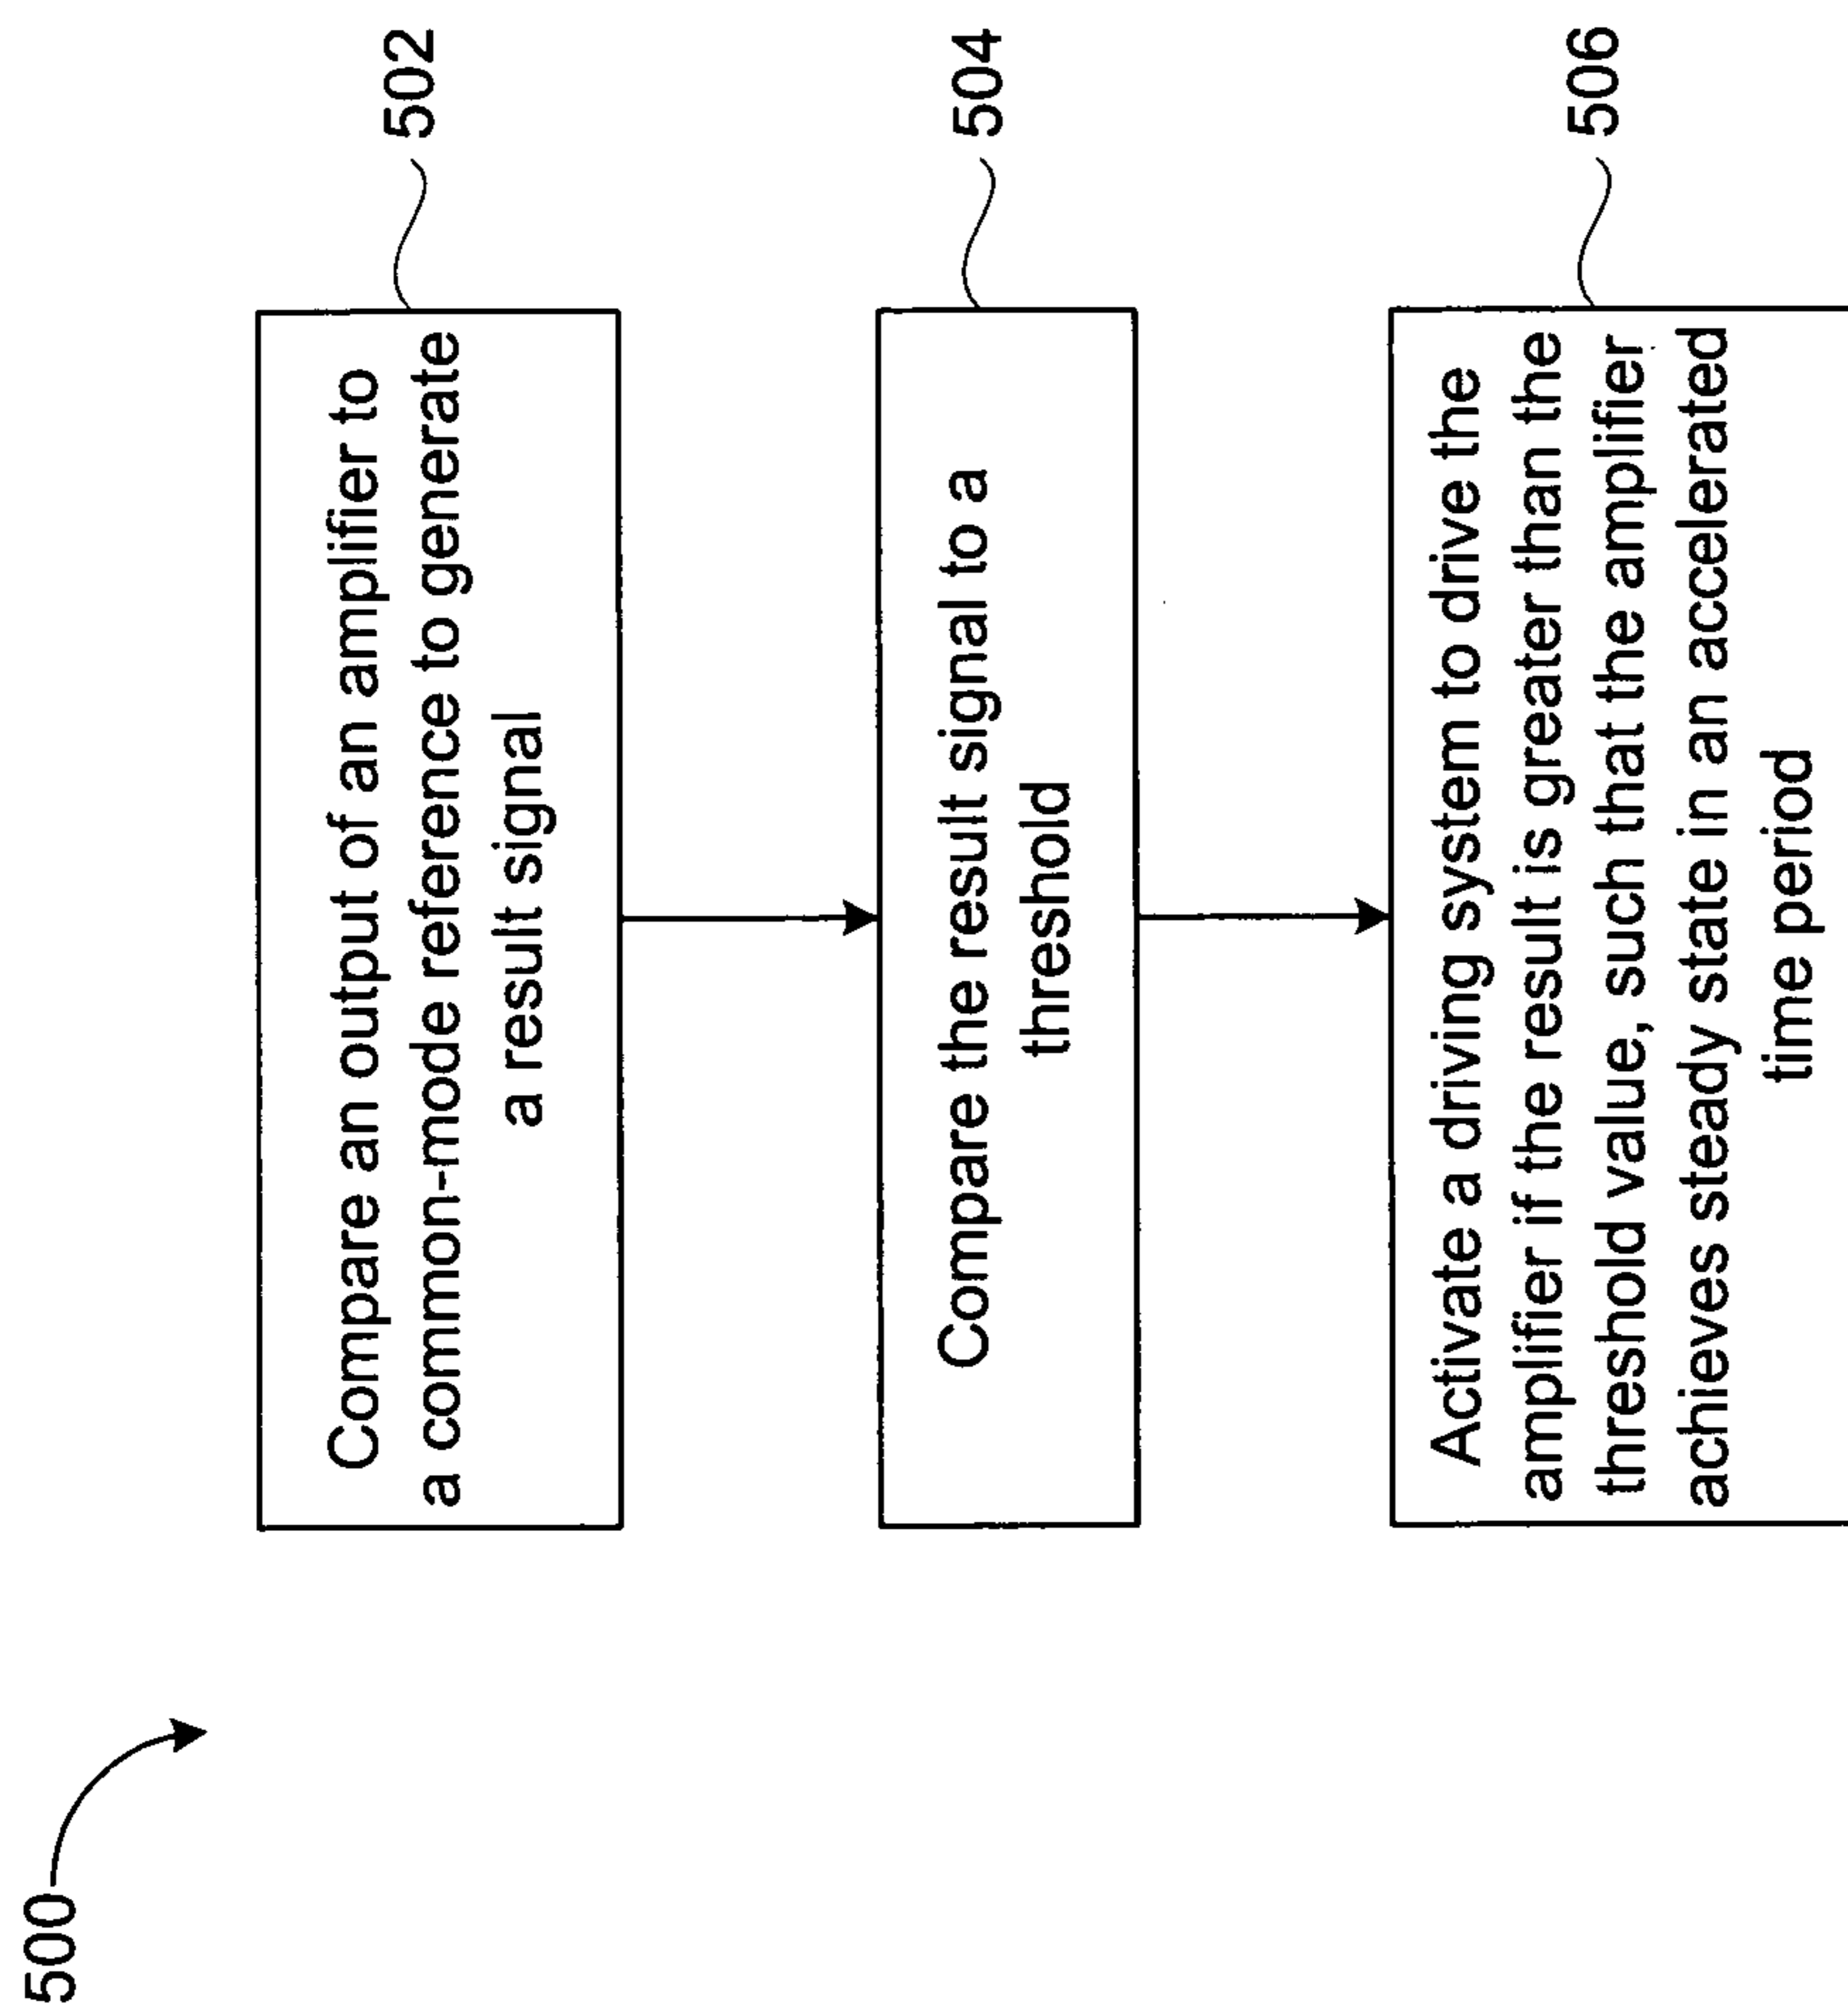 500
Compare an output of an amplifier to
a common-mode reference to generate
a result signal
502
Compare the result signal to a
threshold
504
Activate a driving system to drive the
amplifier if the result is greater than the
threshold value, such that the amplifier
achieves steady state in an accelerated
time period
506